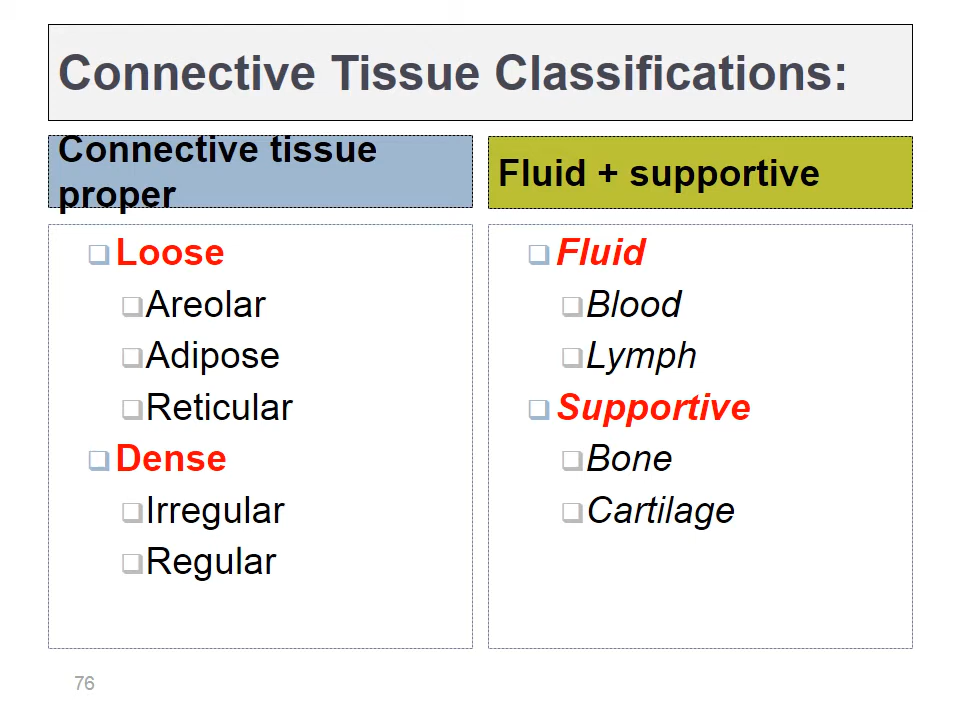 Connective Tissue Classifications:
Connective tissue
proper
Loose
Areolar
Adipose
Reticular
Dense
Irregular
Regular
Fluid + supportive
Fluid
Blood
Lymph
Supportive
Bone
Cartilage
76